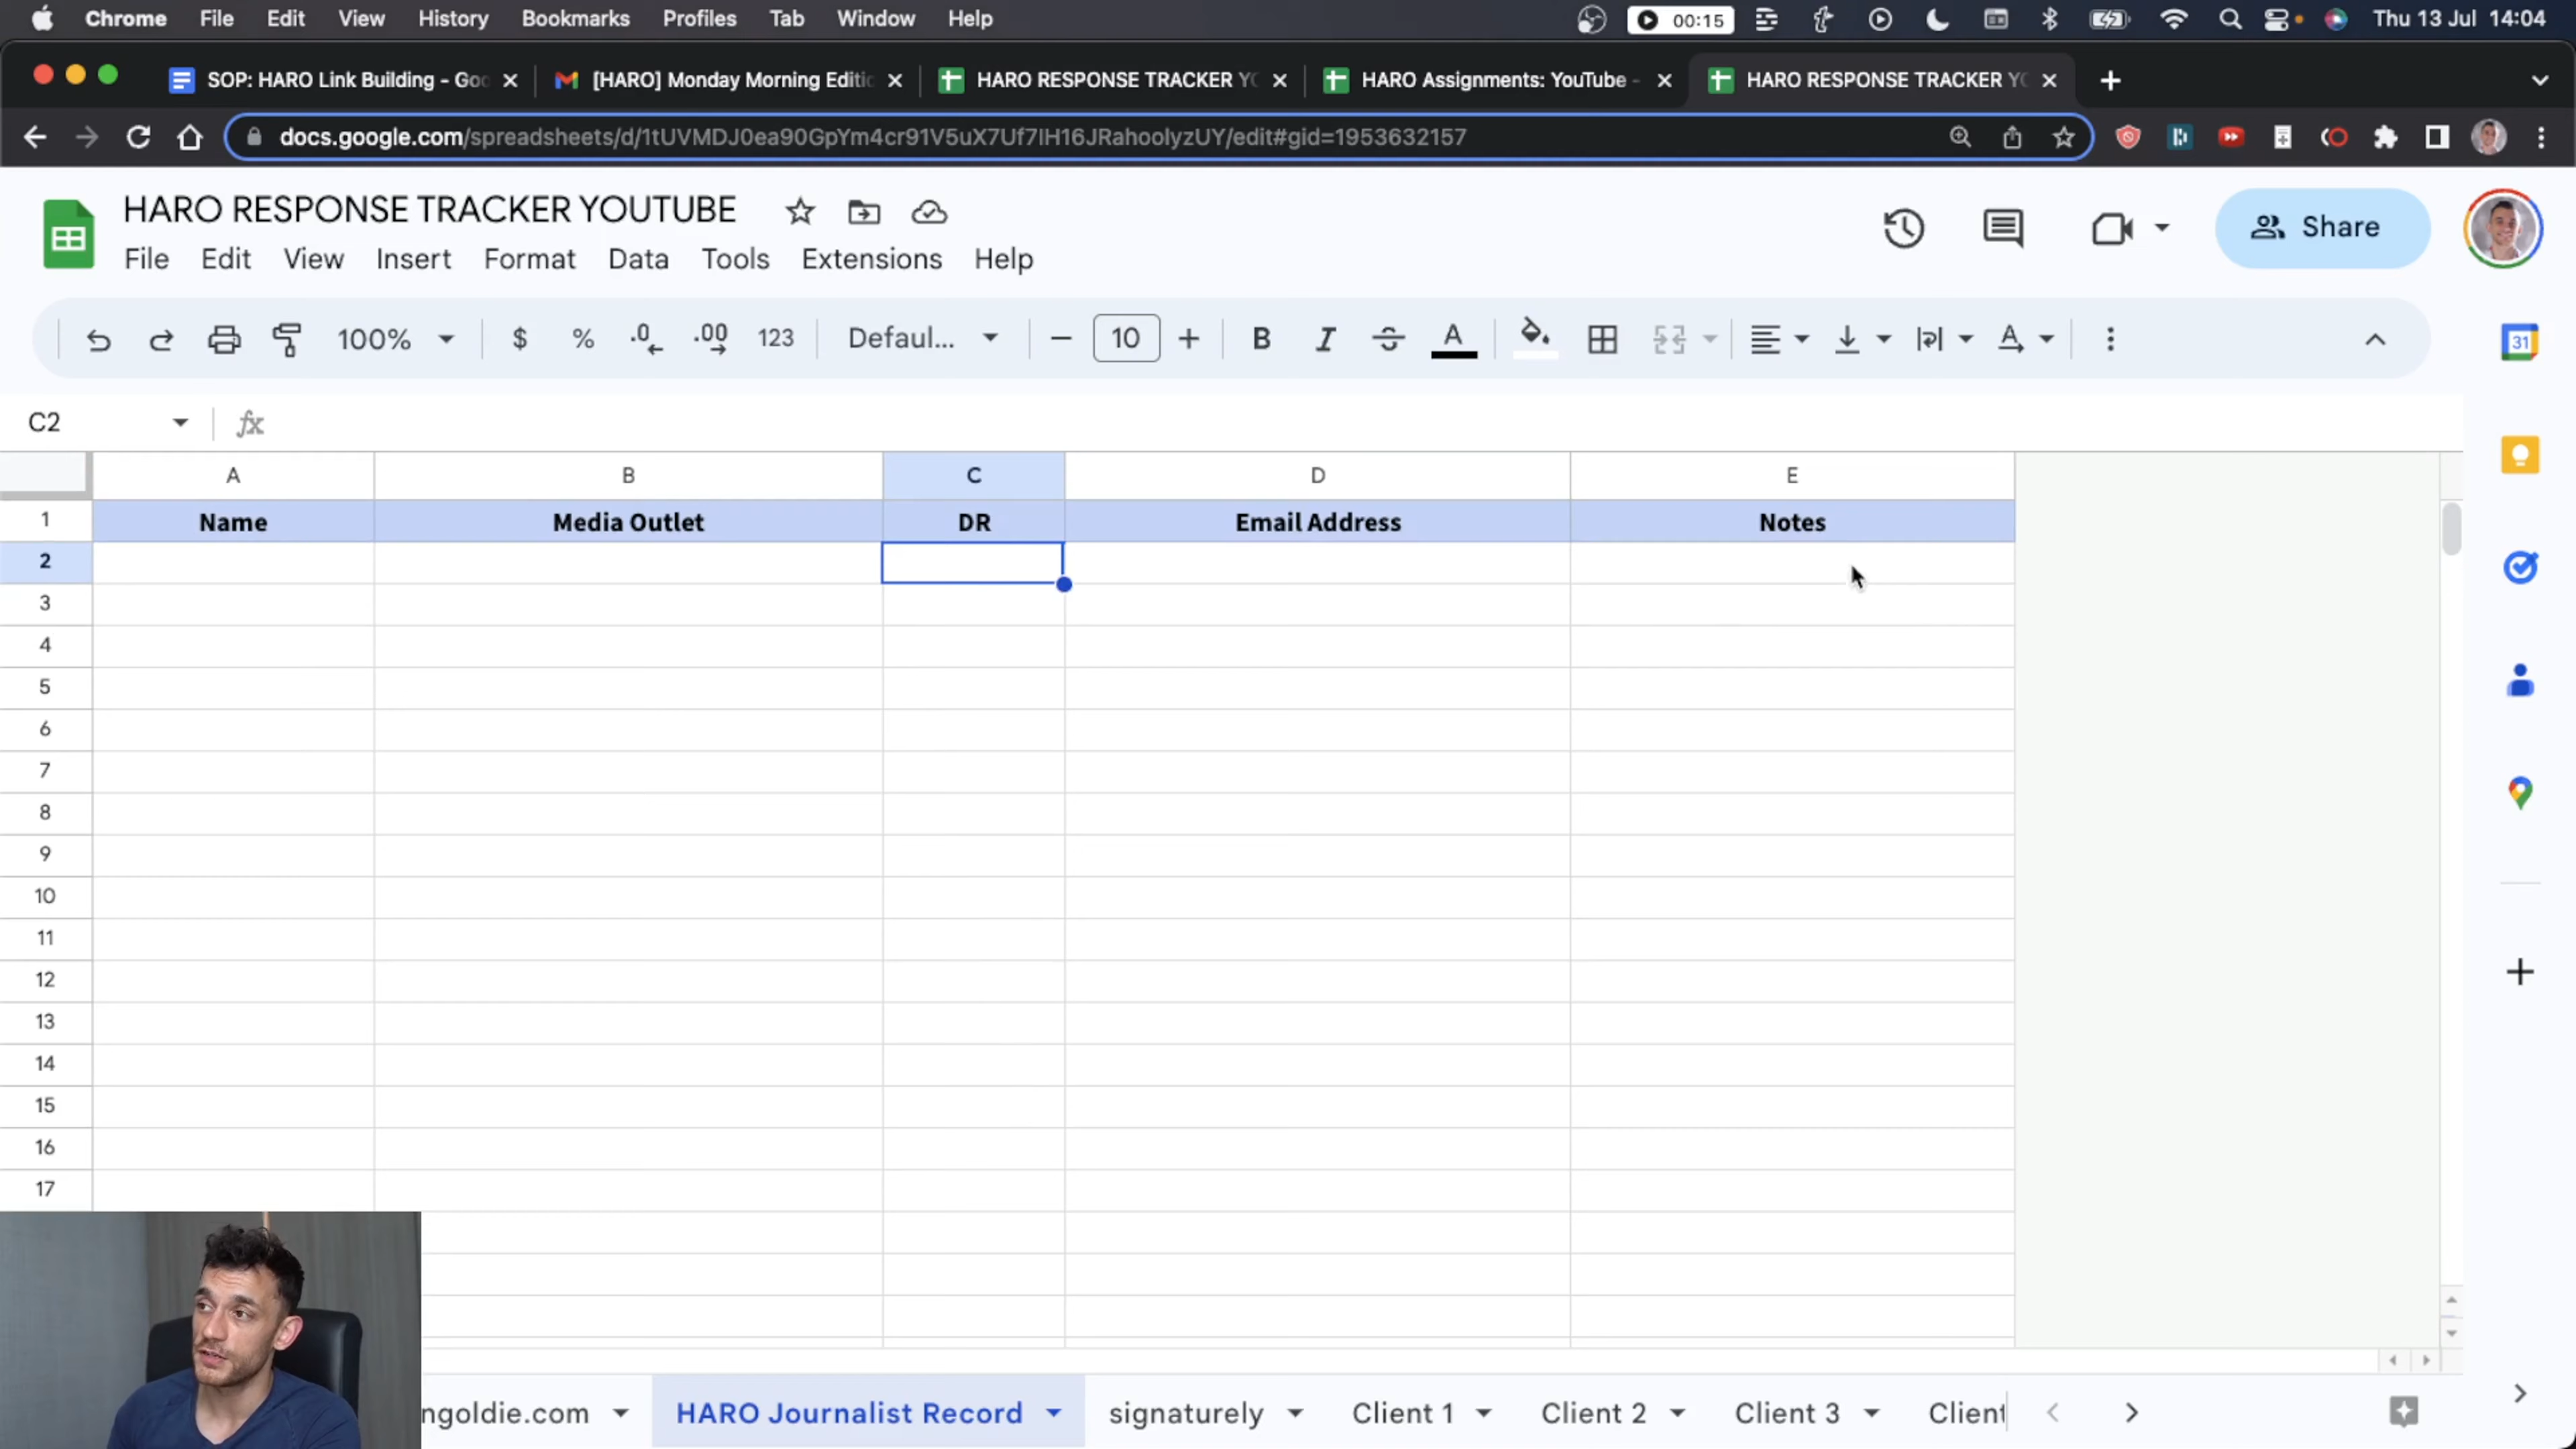 Chrome File Edit View History Bookmarks Profiles Tab Window Help 00:15 Thu 13 Jul 14:04
SOP: HARO Link Building - Goo [HARO] Monday Morning Editio HARO RESPONSE TRACKER YO HARO Assignments: YouTube - HARO RESPONSE TRACKER YO
docs.google.com/spreadsheets/d/1tUVMDJ0ea90GpYm4cr91V5uX7Uf7IH16JRahoolyzUY/edit#gid=1953632157
HARO RESPONSE TRACKER YOUTUBE
Share
File Edit View Insert Format Data Tools Extensions Help
100% $ % .0 .00 123 Defaul... 10 B I S A
31
C2 fx
A B C D E
1 Name Media Outlet DR Email Address Notes
2
3
4
5
6
7
8
9
10
11
12
13
14
15
16
17
ngoldie.com HARO Journalist Record signaturely Client 1 Client 2 Client 3 Client